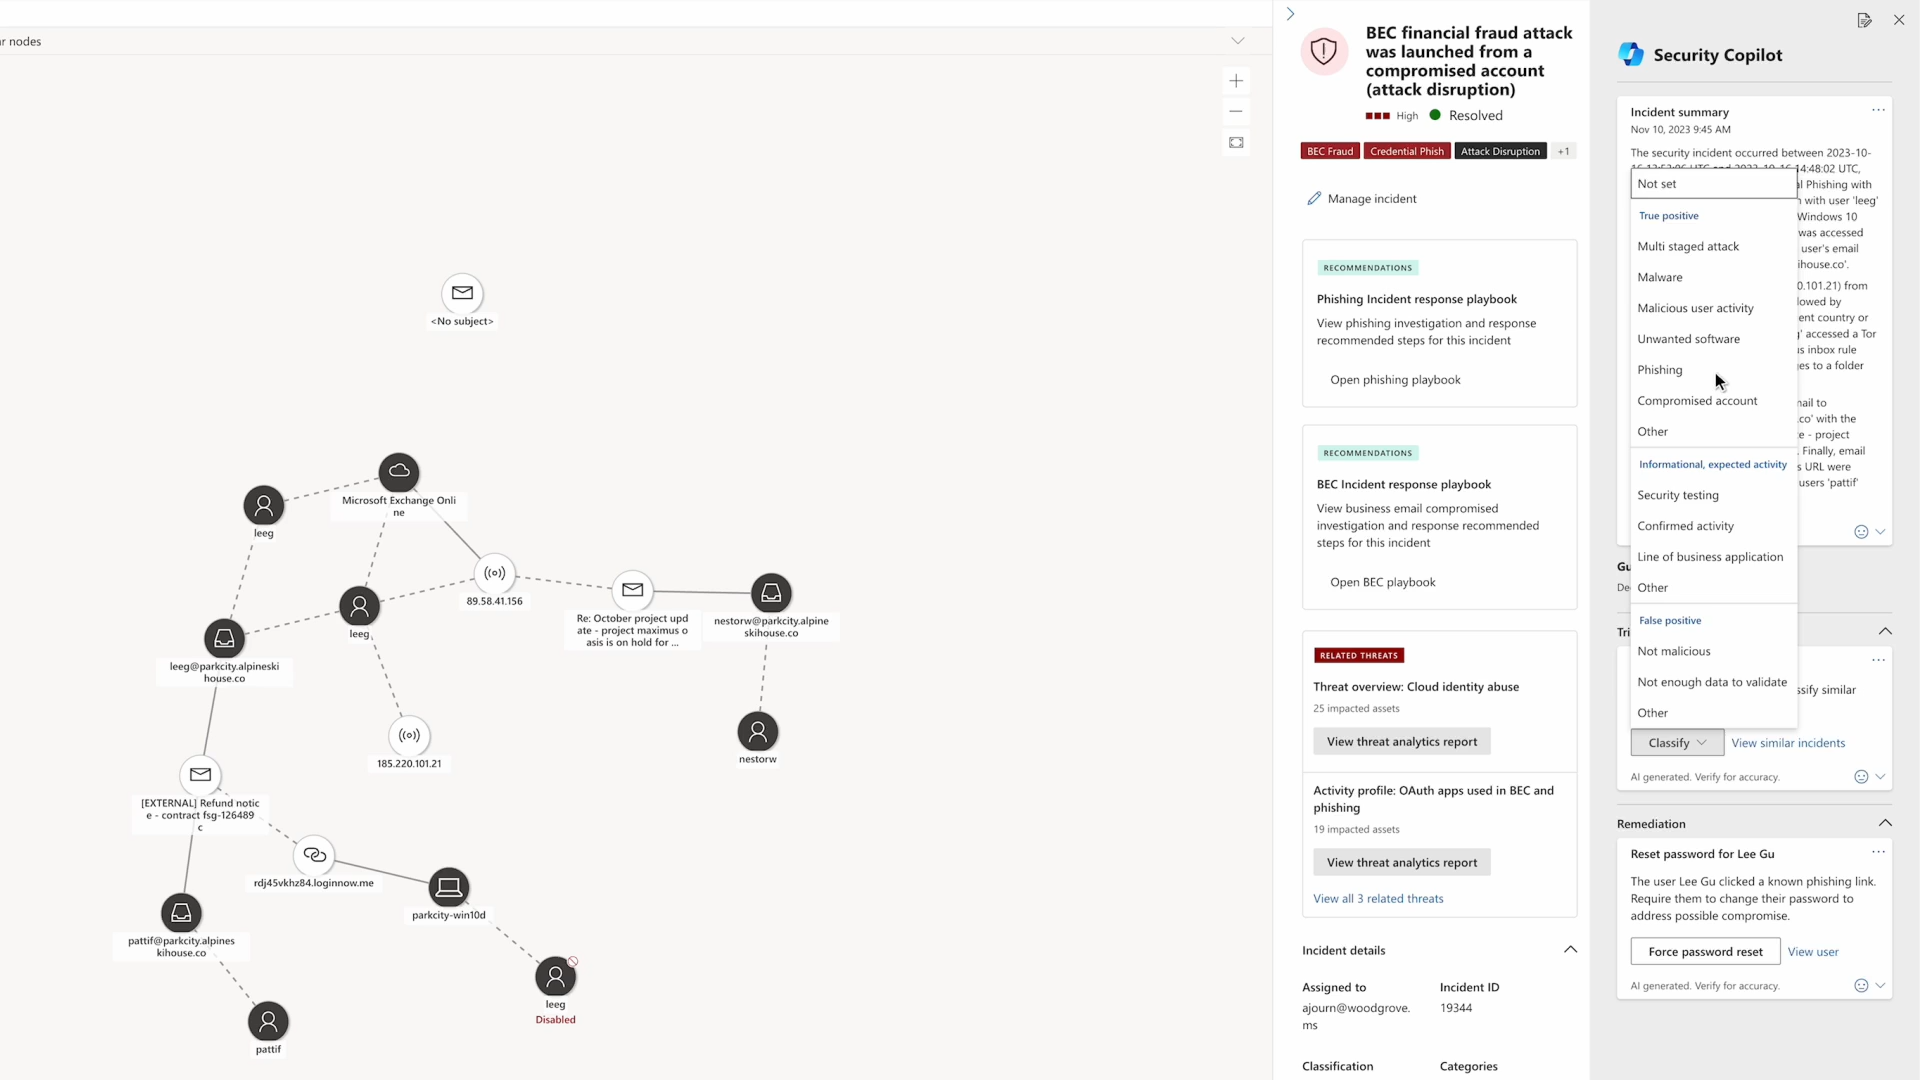 r nodes
<No subject>
leeg
Microsoft Exchange Onli
ne
leeg
89.58.41.156
Re: October project upd
ate - project maximus o
asis is on hold for ...
nestorw@parkcity.alpine
skihouse.co
leeg@parkcity.alpineski
house.co
185.220.101.21
nestorw
[EXTERNAL] Refund notic
e - contract fsg-126489
c
rdj45vkhz84.loginnow.me
parkcity-win10d
pattif@parkcity.alpines
kihouse.co
leeg
Disabled
pattif
BEC financial fraud attack
was launched from a
compromised account
(attack disruption)
High
Resolved
BEC Fraud
Credential Phish
Attack Disruption
+1
Manage incident
RECOMMENDATIONS
Phishing Incident response playbook
View phishing investigation and response
recommended steps for this incident
Open phishing playbook
RECOMMENDATIONS
BEC Incident response playbook
View business email compromised
investigation and response recommended
steps for this incident
Open BEC playbook
RELATED THREATS
Threat overview: Cloud identity abuse
25 impacted assets
View threat analytics report
Activity profile: OAuth apps used in BEC and
phishing
19 impacted assets
View threat analytics report
View all 3 related threats
Incident details
Assigned to
ajourn@woodgrove.
ms
Incident ID
19344
Classification
Categories
Security Copilot
Incident summary
Nov 10, 2023 9:45 AM
The security incident occurred between 2023-10-
14:48:02 UTC,
l Phishing with
with user 'leeg'
Windows 10
was accessed
user's email
ihouse.co'.
0.101.21) from
lowed by
ent country or
' accessed a Tor
us inbox rule
es to a folder
mail to
.co' with the
e - project
Finally, email
s URL were
users 'pattif'
Not set
True positive
Multi staged attack
Malware
Malicious user activity
Unwanted software
Phishing
Compromised account
Other
Informational, expected activity
Security testing
Confirmed activity
Line of business application
Other
False positive
Not malicious
Not enough data to validate
Other
Gu
De
Tri
ssify similar
Classify
View similar incidents
AI generated. Verify for accuracy.
Remediation
Reset password for Lee Gu
The user Lee Gu clicked a known phishing link.
Require them to change their password to
address possible compromise.
Force password reset
View user
AI generated. Verify for accuracy.